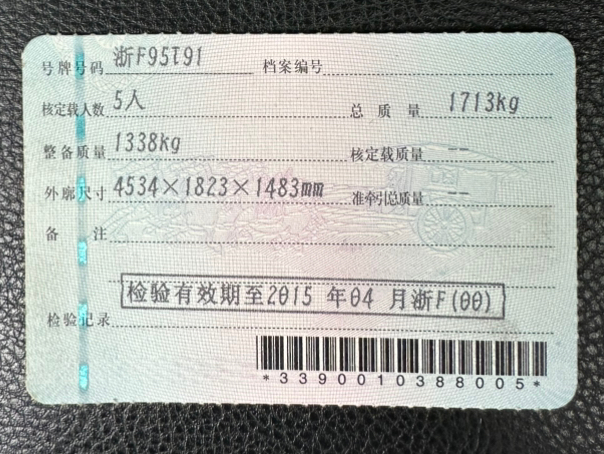 号牌号码 浙F95T91 档案编号
核定载人数 5人 总质量 1713kg
整备质量 1338kg 核定载质量 --
外廓尺寸 4534×1823×1483mm 准牵引总质量 --
备注
检验有效期至2015年04月浙F(00)
检验记录
*3390010388005*